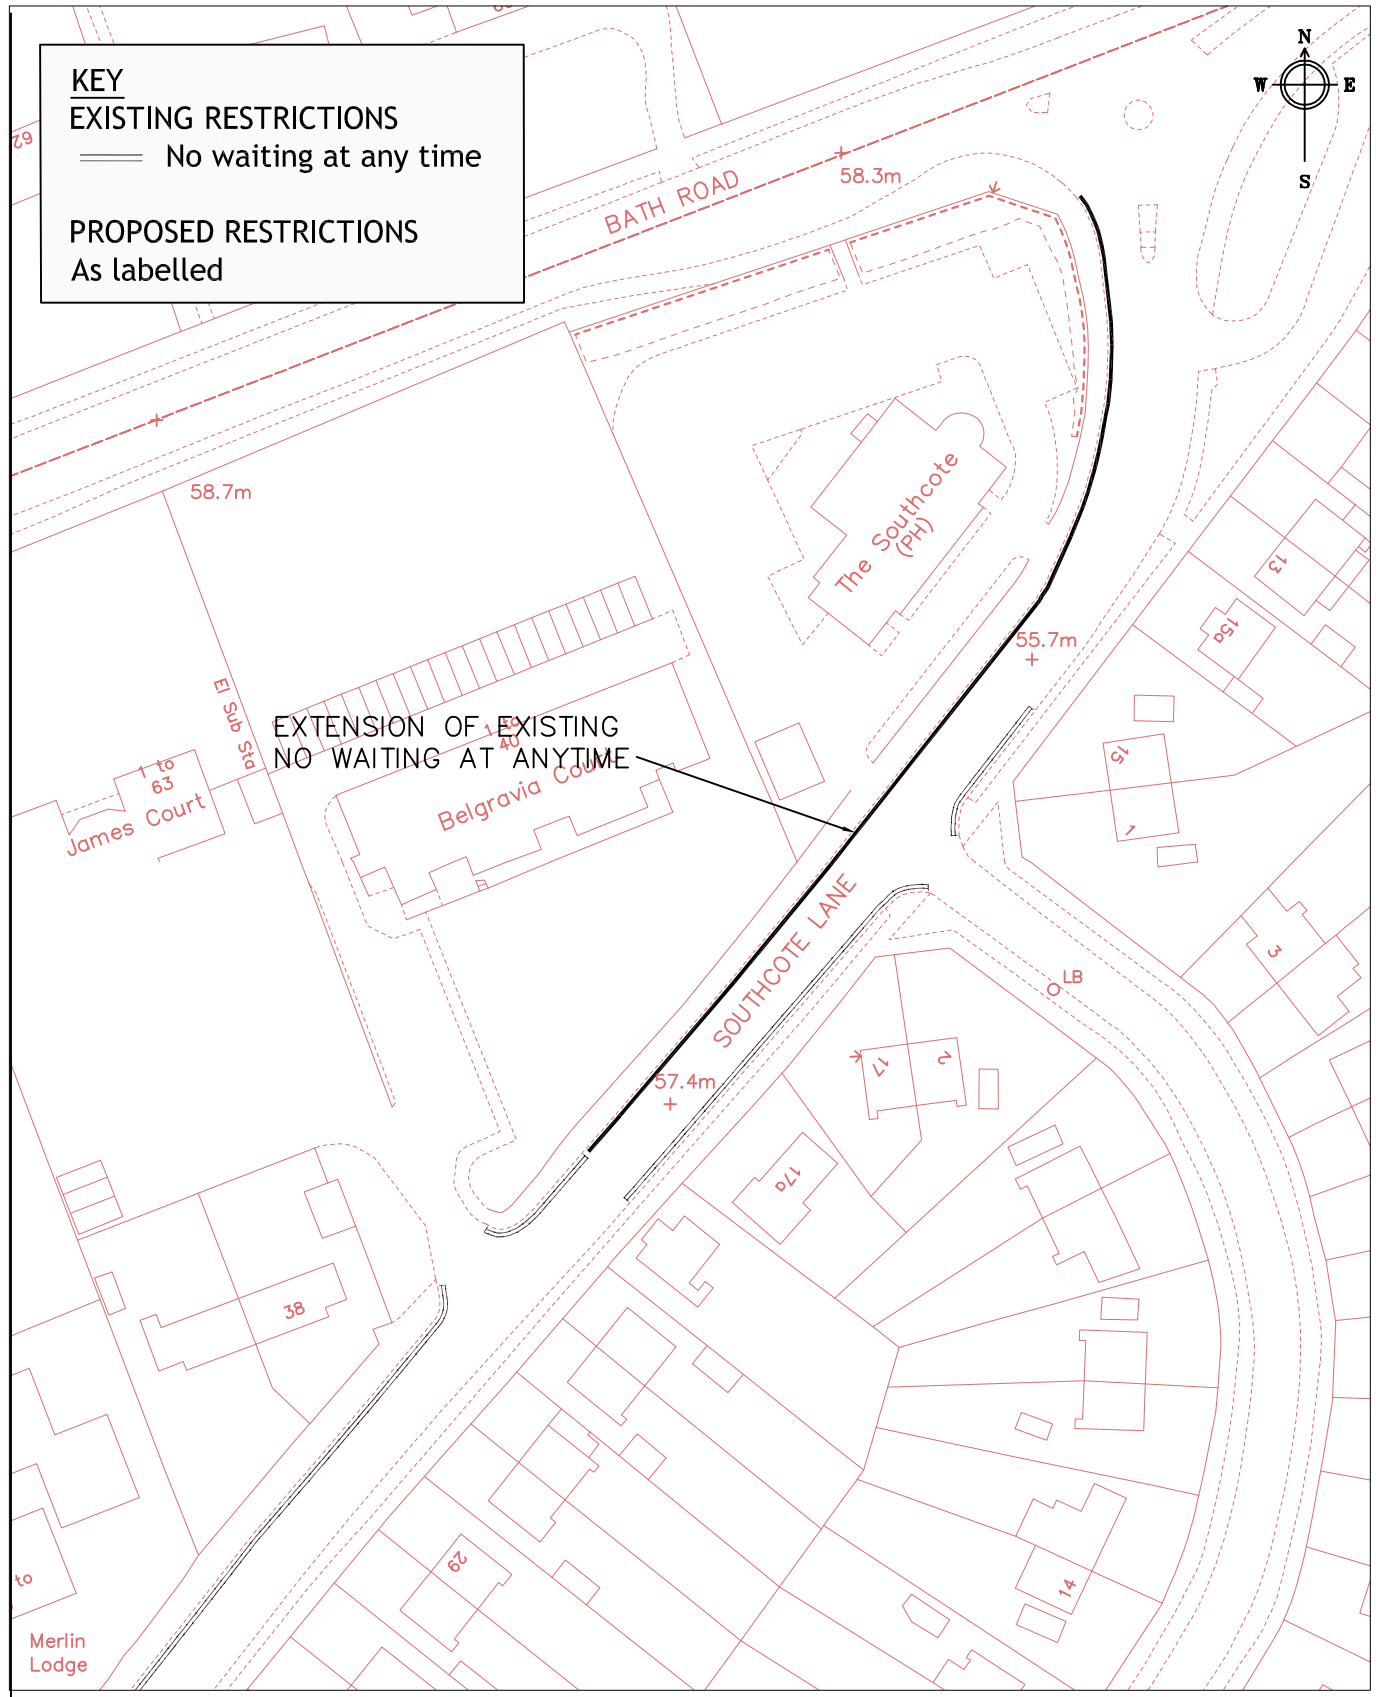 KEY
EXISTING RESTRICTIONS
No waiting at any time
PROPOSED RESTRICTIONS
As labelled
N
W E
S
62
BATH ROAD
58.3m
58.7m
The Southcote
(PH)
55.7m
13
15a
15
1
3
El Sub Sta
EXTENSION OF EXISTING
NO WAITING AT ANYTIME
1 to
40
Belgravia Court
1 to
63
James Court
SOUTHCOTE LANE
LB
17
2
57.4m
17a
38
29
14
to
Merlin
Lodge